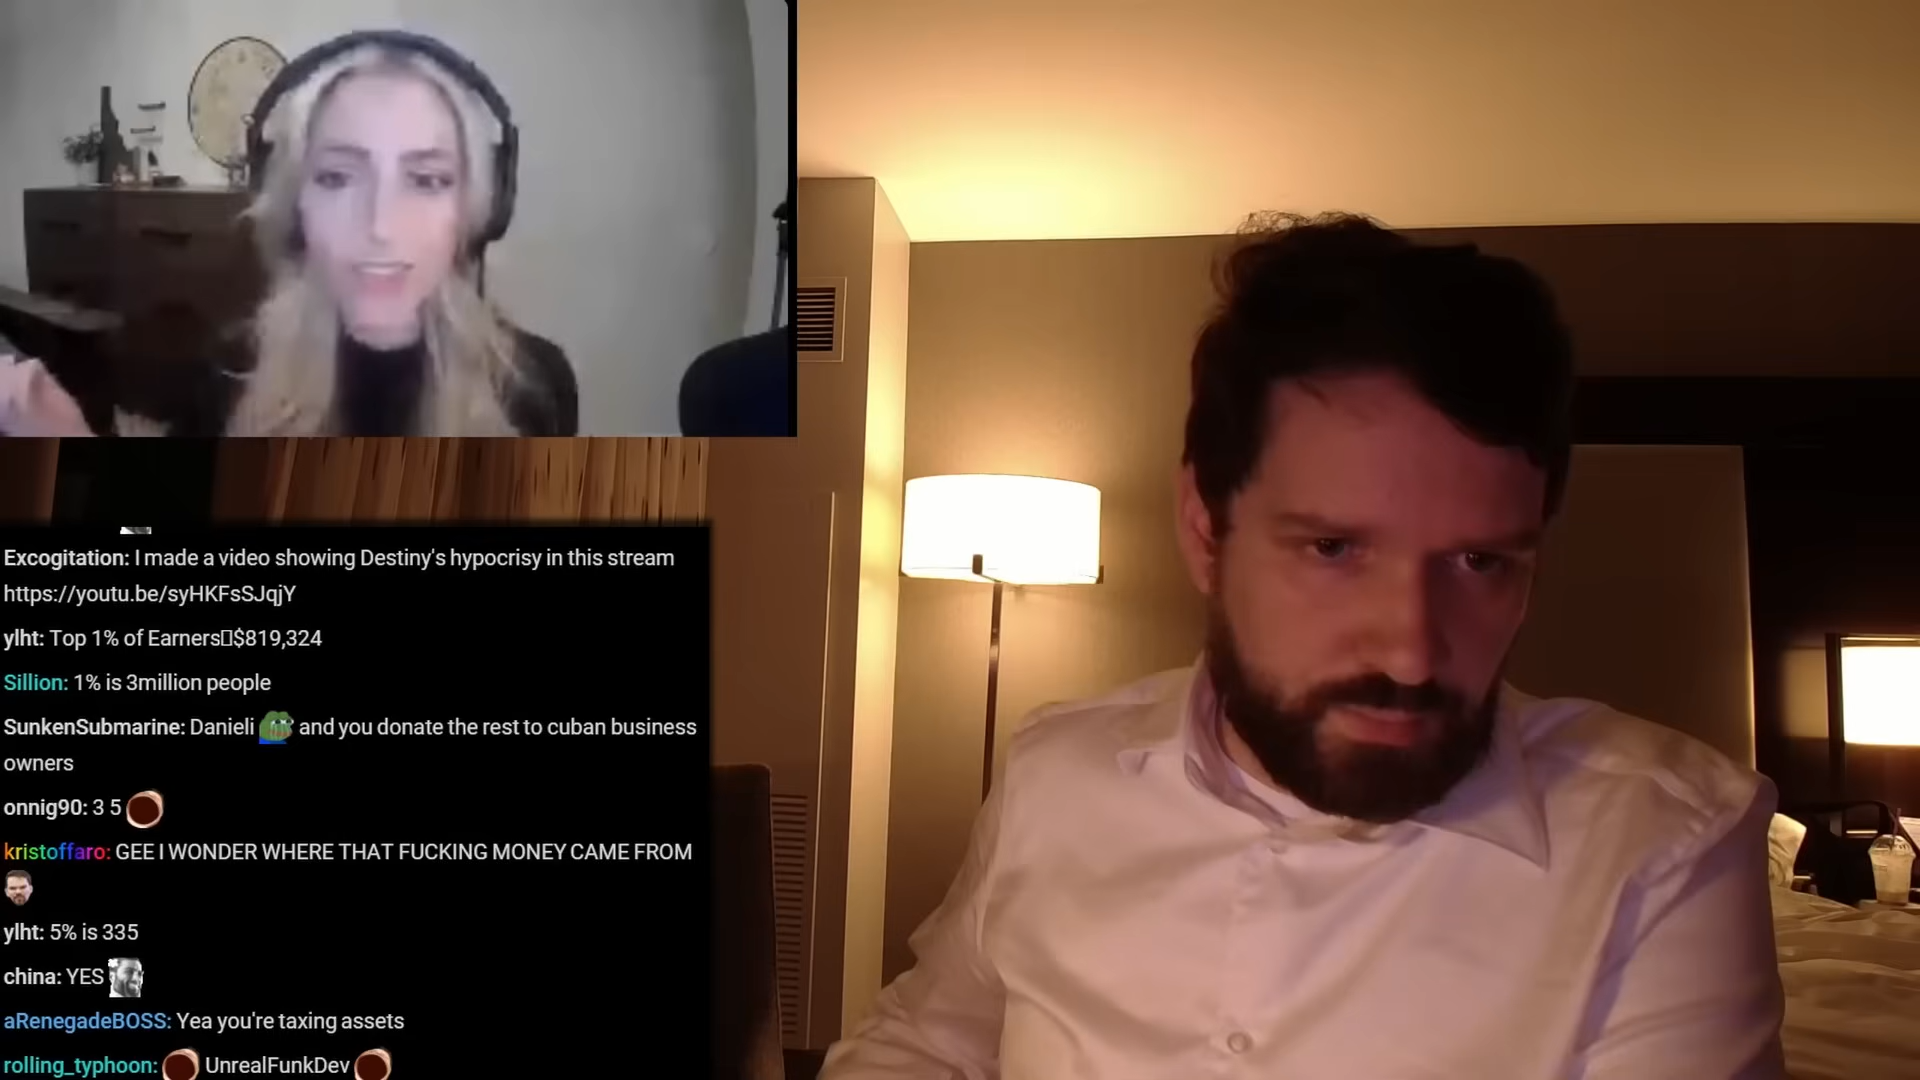 Excogitation: I made a video showing Destiny's hypocrisy in this stream
https://youtu.be/syHKFsSJqjY
ylht: Top 1% of Earners▯$819,324
Sillion: 1% is 3million people
SunkenSubmarine: Danieli and you donate the rest to cuban business
owners
onnig90: 3 5
kristoffaro: GEE I WONDER WHERE THAT FUCKING MONEY CAME FROM
ylht: 5% is 335
china: YES
aRenegadeBOSS: Yea you're taxing assets
rolling_typhoon: UnrealFunkDev